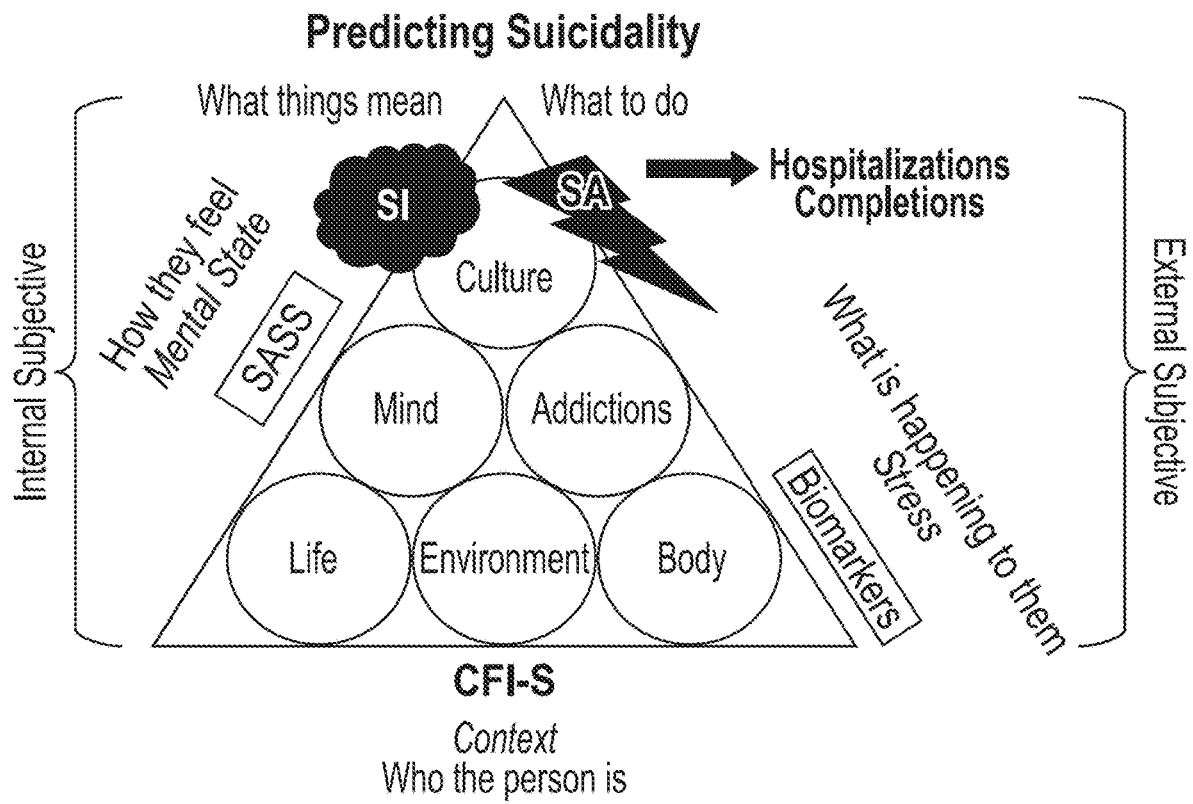 Predicting Suicidality
What things mean
What to do
SI
SA
Hospitalizations
Completions
Internal Subjective
How they feel
Mental State
SASS
Culture
Mind
Addictions
Life
Environment
Body
Biomarkers
What is happening to them
Stress
External Subjective
CFI-S
Context
Who the person is